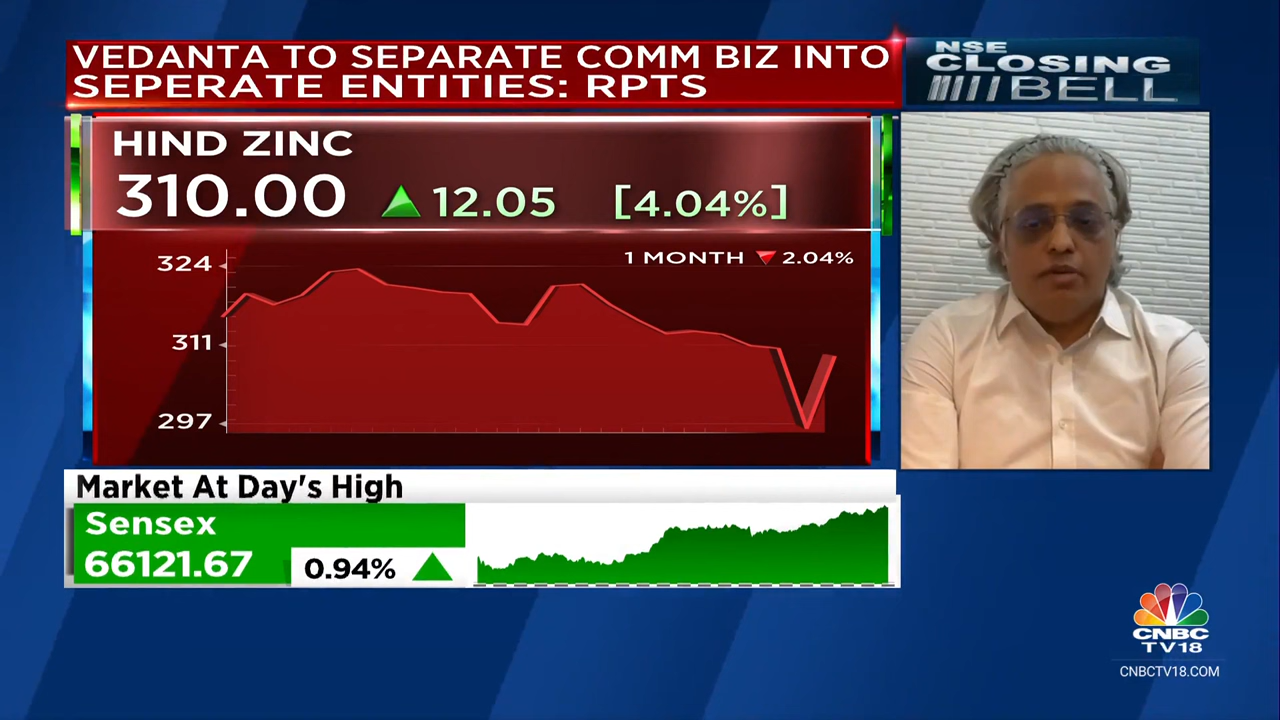 VEDANTA TO SEPARATE COMM BIZ INTO
SEPERATE ENTITIES: RPTS
NSE
CLOSING
BELL
HIND ZINC
310.00 ▲ 12.05 [4.04%]
1 MONTH ▼ 2.04%
324
311
297
Market At Day's High
Sensex
66121.67 0.94% ▲
CNBC
TV18
CNBCTV18.COM